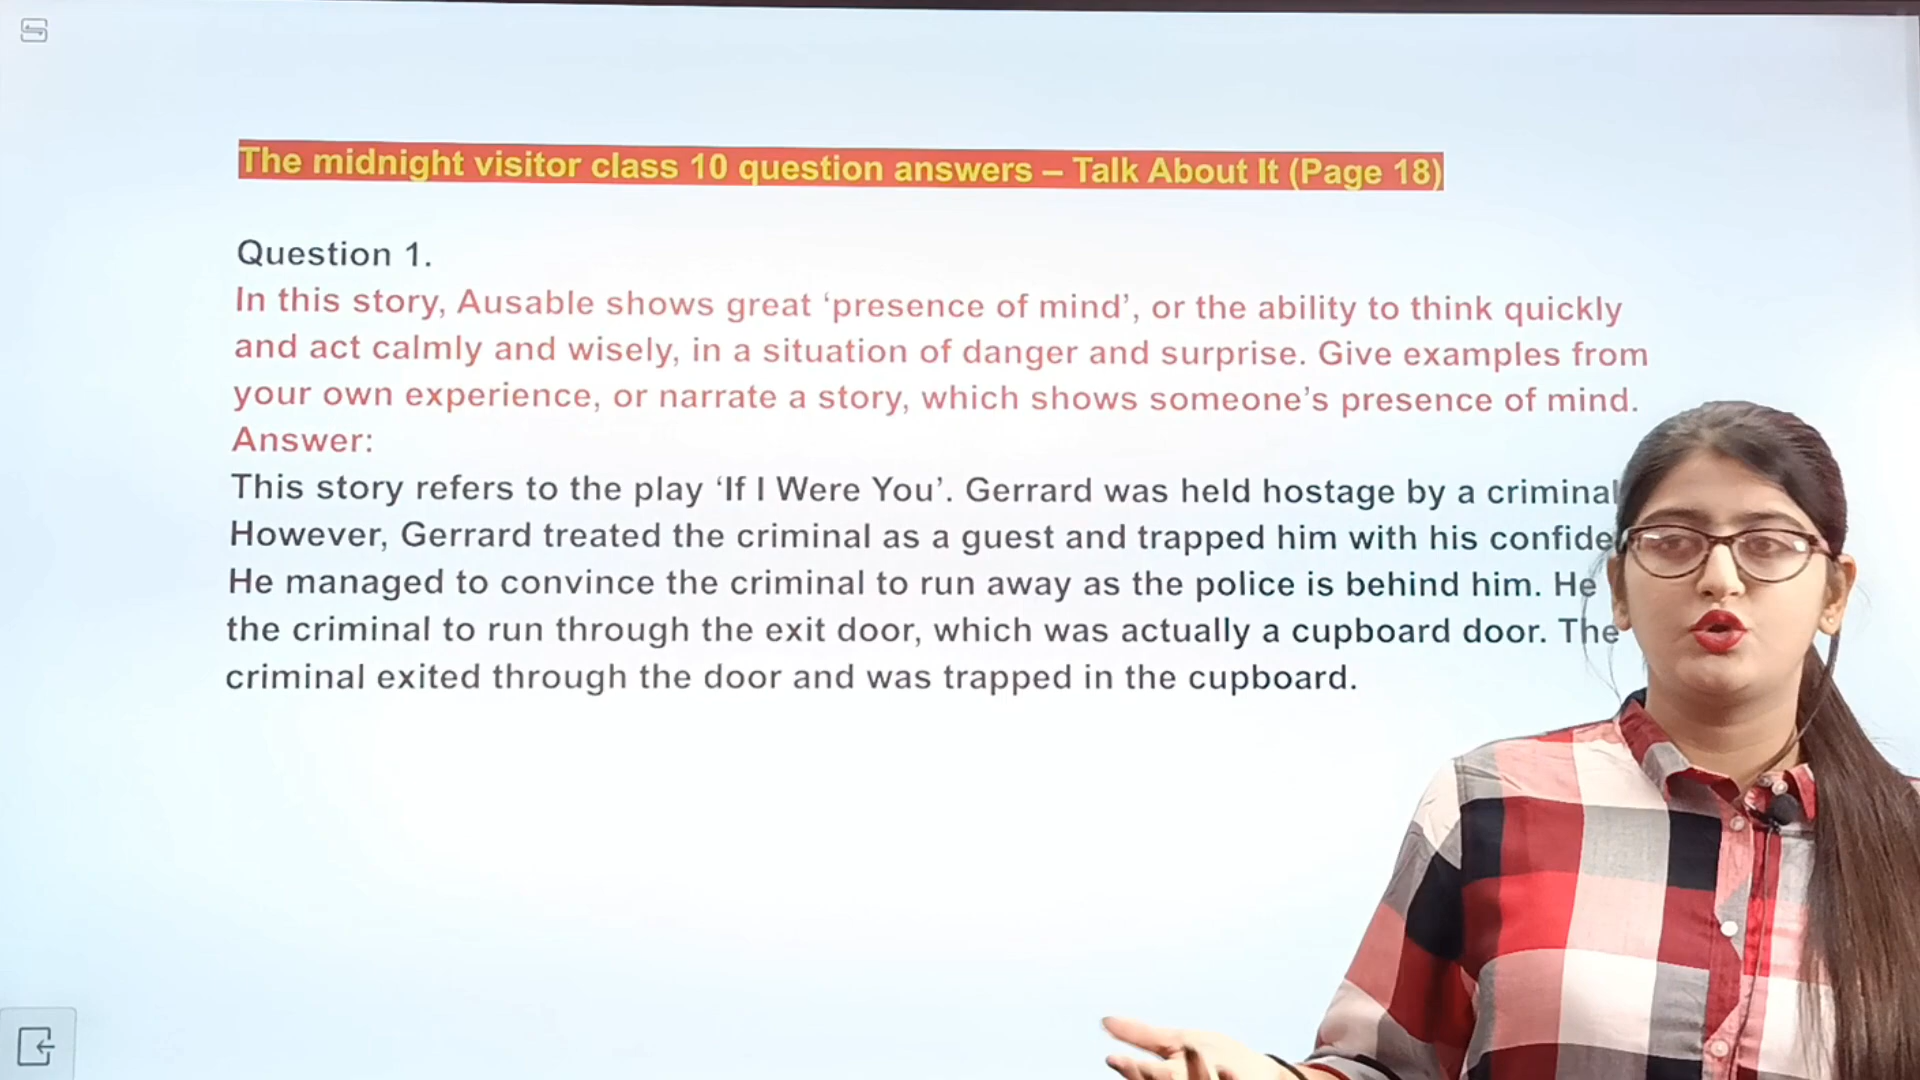 The midnight visitor class 10 question answers – Talk About It (Page 18)
Question 1.
In this story, Ausable shows great ‘presence of mind’, or the ability to think quickly
and act calmly and wisely, in a situation of danger and surprise. Give examples from
your own experience, or narrate a story, which shows someone’s presence of mind.
Answer:
This story refers to the play ‘If I Were You’. Gerrard was held hostage by a criminal
However, Gerrard treated the criminal as a guest and trapped him with his
He managed to convince the criminal to run away as the police is behind him. He
the criminal to run through the exit door, which was actually a cupboard door. The
criminal exited through the door and was trapped in the cupboard.